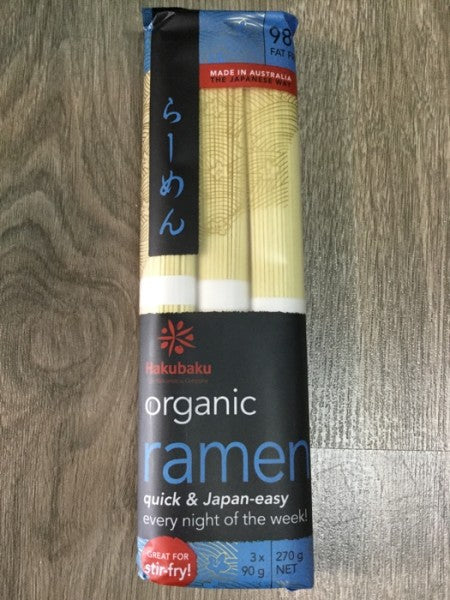 98
FAT
MADE IN AUSTRALIA
THE JAPANESE WAY
らーめん
Hakubaku
organic
ramen
quick & Japan-easy
every night of the week!
GREAT FOR
stir-fry!
3 x
90 g
270 g
NET